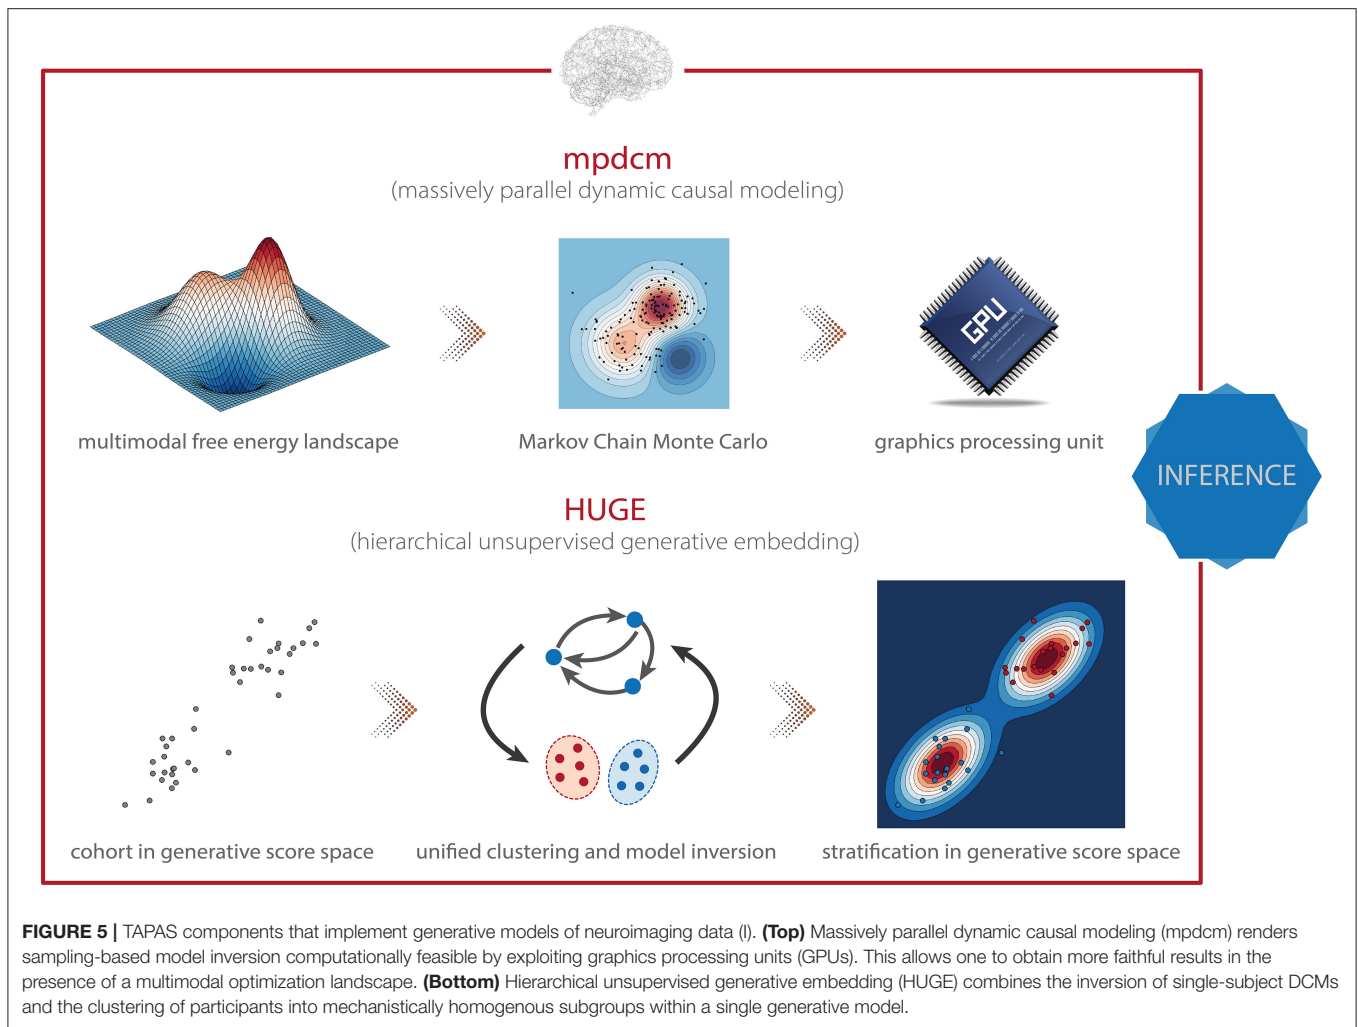 mpdcm
(massively parallel dynamic causal modeling)
GPU
multimodal free energy landscape
Markov Chain Monte Carlo
graphics processing unit
INFERENCE
HUGE
(hierarchical unsupervised generative embedding)
cohort in generative score space
unified clustering and model inversion
stratification in generative score space
FIGURE 5 | TAPAS components that implement generative models of neuroimaging data (I). (Top) Massively parallel dynamic causal modeling (mpdcm) renders
sampling-based model inversion computationally feasible by exploiting graphics processing units (GPUs). This allows one to obtain more faithful results in the
presence of a multimodal optimization landscape. (Bottom) Hierarchical unsupervised generative embedding (HUGE) combines the inversion of single-subject DCMs
and the clustering of participants into mechanistically homogenous subgroups within a single generative model.